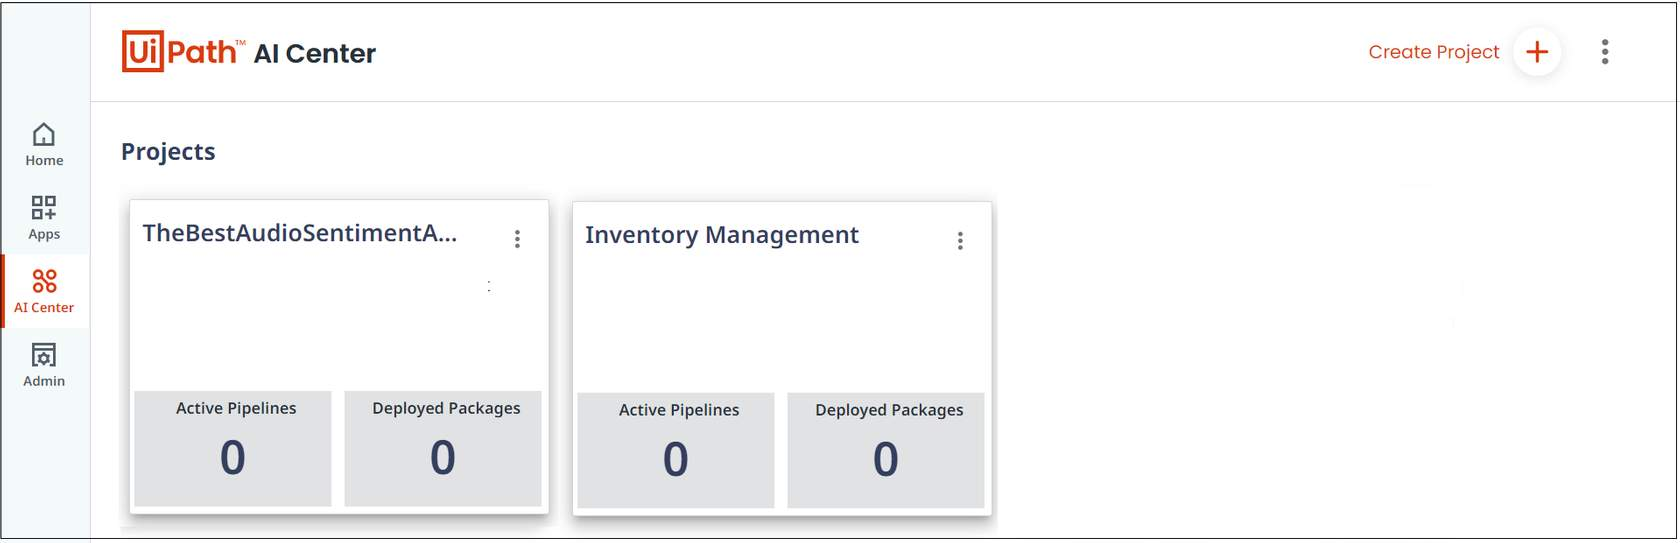 UiPath™ AI Center
Create Project
Home
Apps
AI Center
Admin
Projects
TheBestAudioSentimentA...
:
Active Pipelines
0
Deployed Packages
0
Inventory Management
Active Pipelines
0
Deployed Packages
0